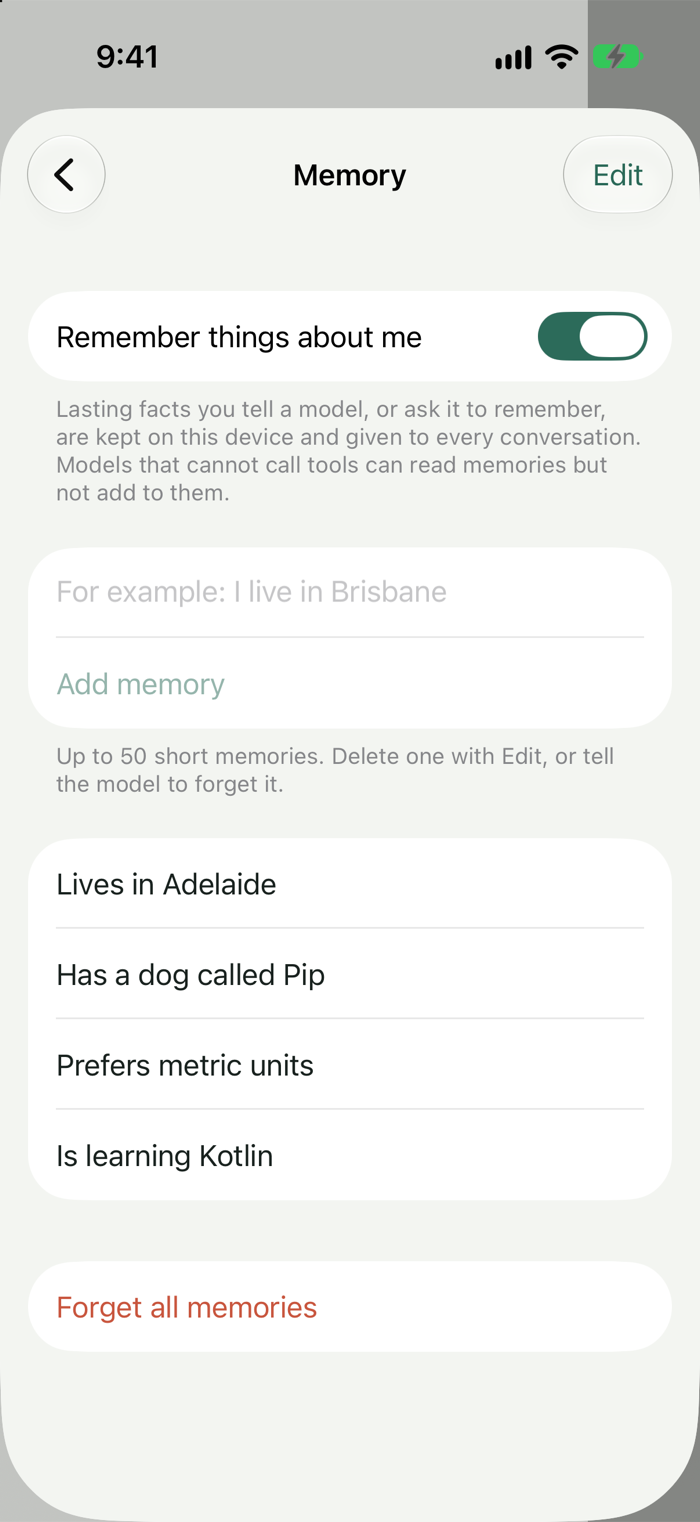 9:41
Memory
Edit
Remember things about me
Lasting facts you tell a model, or ask it to remember,
are kept on this device and given to every conversation.
Models that cannot call tools can read memories but
not add to them.
For example: I live in Brisbane
Add memory
Up to 50 short memories. Delete one with Edit, or tell
the model to forget it.
Lives in Adelaide
Has a dog called Pip
Prefers metric units
Is learning Kotlin
Forget all memories